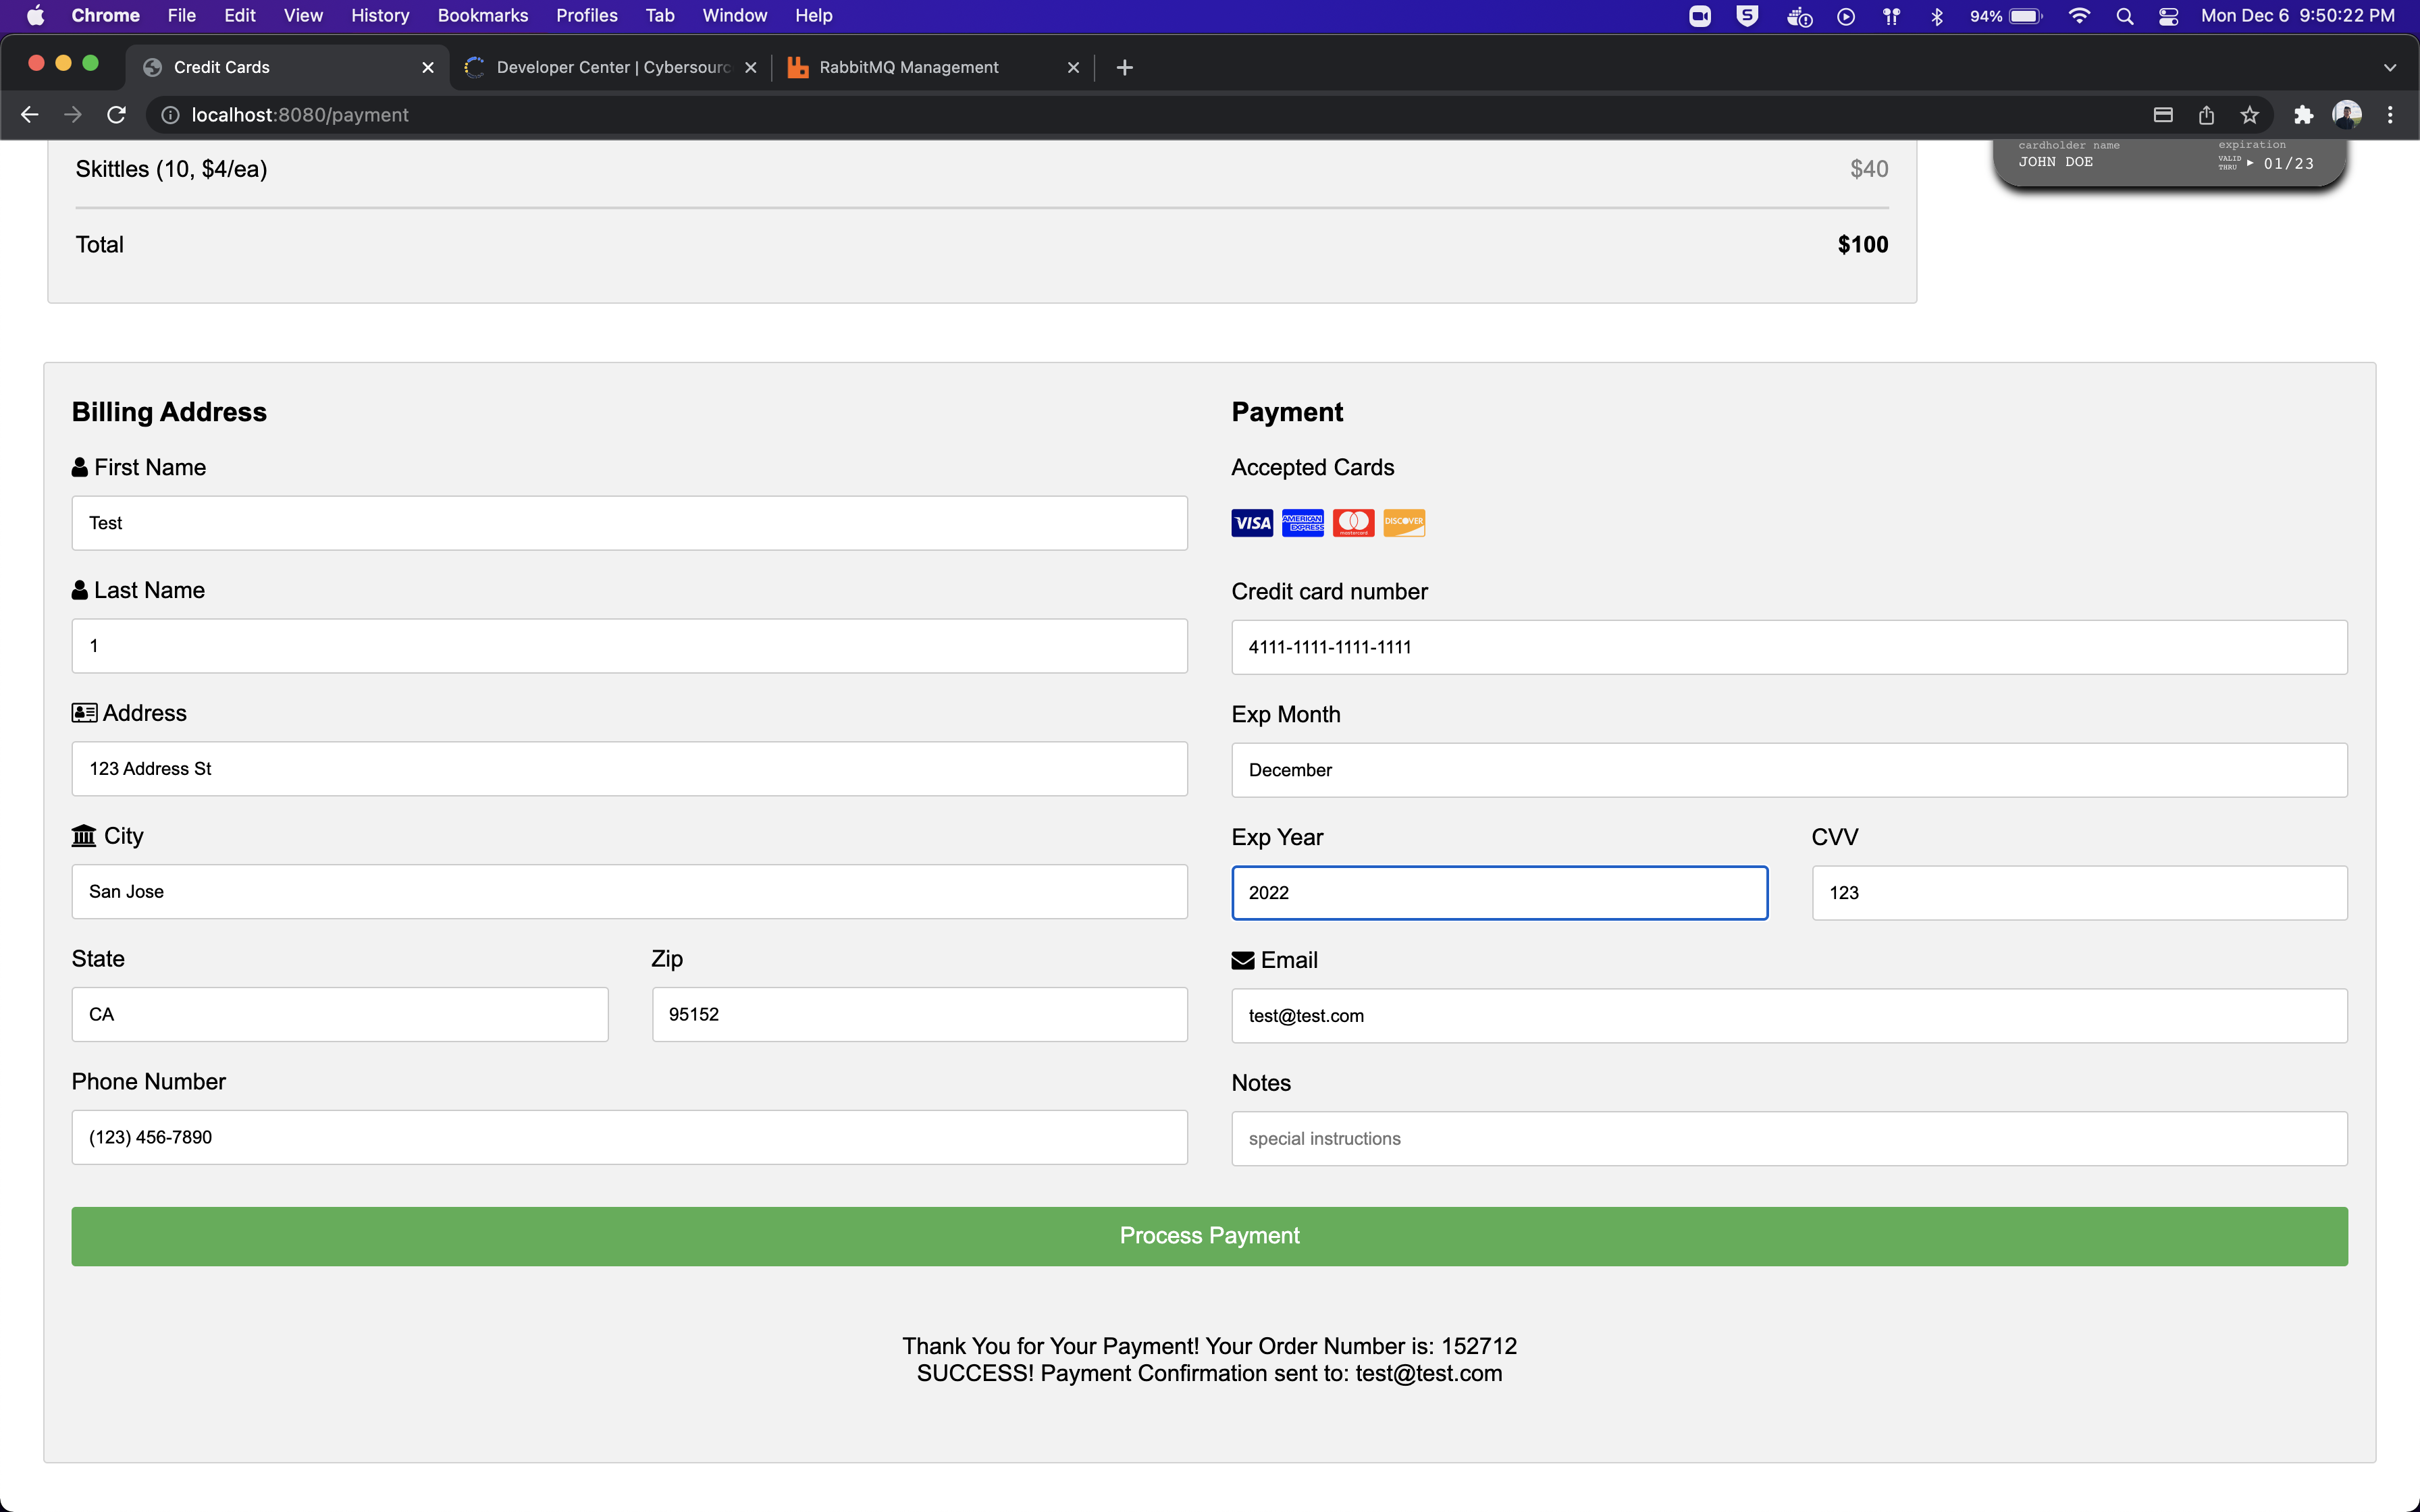 Chrome File Edit View History Bookmarks Profiles Tab Window Help 94% Mon Dec 6 9:50:22 PM
Credit Cards Developer Center | Cybersourc RabbitMQ Management
localhost:8080/payment
cardholder name expiration
JOHN DOE VALID THRU 01/23
Skittles (10, $4/ea) $40
Total $100
Billing Address
First Name
Test
Last Name
1
Address
123 Address St
City
San Jose
State Zip
CA 95152
Phone Number
(123) 456-7890
Payment
Accepted Cards
VISA AMERICAN EXPRESS mastercard DISCOVER
Credit card number
4111-1111-1111-1111
Exp Month
December
Exp Year CVV
2022 123
Email
test@test.com
Notes
special instructions
Process Payment
Thank You for Your Payment! Your Order Number is: 152712
SUCCESS! Payment Confirmation sent to: test@test.com